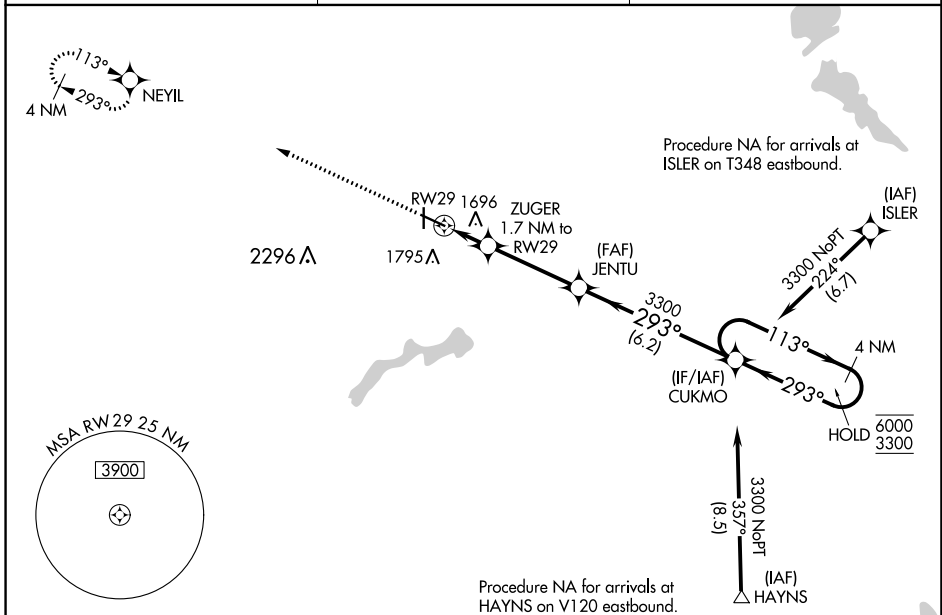 113°
NEYIL
293°
4 NM
Procedure NA for arrivals at
ISLER on T348 eastbound.
RW29
1696
ZUGER
1.7 NM to
RW29
(IAF)
ISLER
2296
1795
(FAF)
JENTU
3300 NoPT
224°
(6.7)
3300
293°
(6.2)
113°
4 NM
(IF/IAF)
CUKMO
293°
HOLD
6000
3300
MSA RW29 25 NM
3900
3300 NoPT
357°
(8.5)
Procedure NA for arrivals at
HAYNS on V120 eastbound.
(IAF)
HAYNS